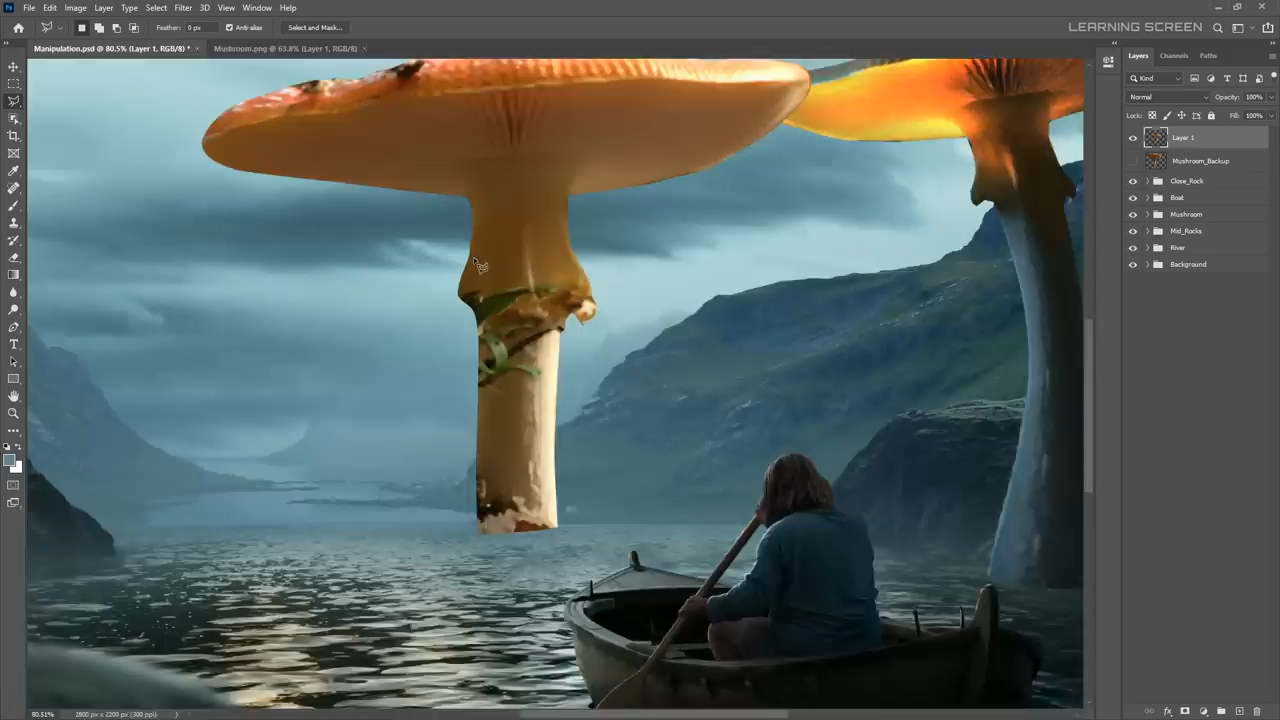 Ps File Edit Image Layer Type Select Filter 3D View Window Help
Feather: 0 px Anti-alias Select and Mask... LEARNING SCREEN
Manipulation.psd @ 80.5% (Layer 1, RGB/8) * × Mushroom.png @ 63.8% (Layer 1, RGB/8) ×
Layers Channels Paths
Kind
Normal Opacity: 100%
Lock: Fill: 100%
Layer 1
Mushroom_Backup
Close_Rock
Boat
Mushroom
Mid_Rocks
River
Background
80.51% 2800 px x 2200 px (300 ppi)